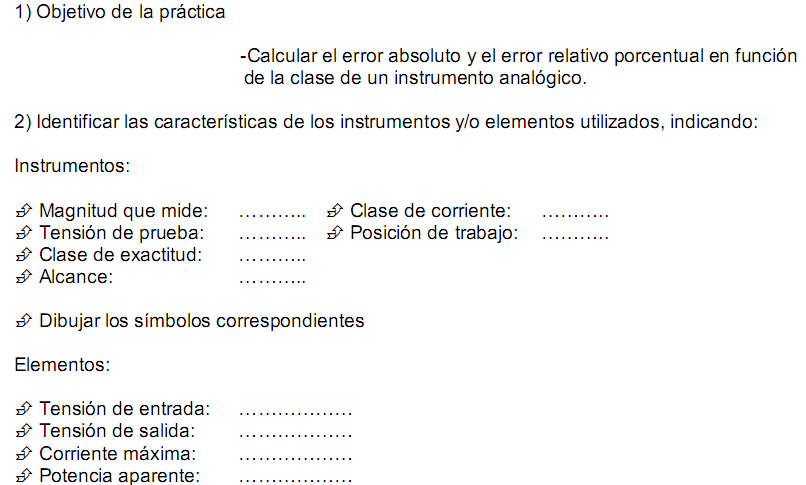 1) Objetivo de la práctica
-Calcular el error absoluto y el error relativo porcentual en función
de la clase de un instrumento analógico.
2) Identificar las características de los instrumentos y/o elementos utilizados, indicando:
Instrumentos:
Magnitud que mide: ……….. Clase de corriente: ………..
Tensión de prueba: ……….. Posición de trabajo: ………..
Clase de exactitud: ………..
Alcance: ………..
Dibujar los símbolos correspondientes
Elementos:
Tensión de entrada: ………………
Tensión de salida: ………………
Corriente máxima: ………………
Potencia aparente: ………………